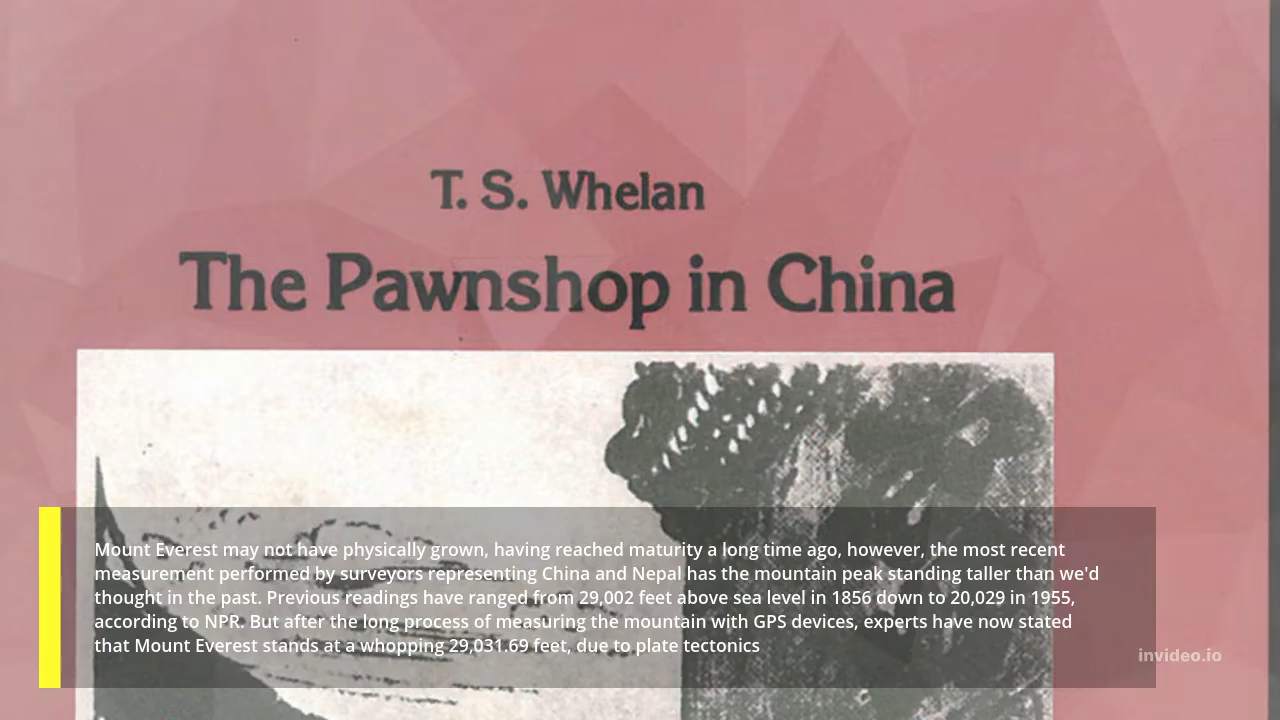 T. S. Whelan
The Pawnshop in China
Mount Everest may not have physically grown, having reached maturity a long time ago, however, the most recent
measurement performed by surveyors representing China and Nepal has the mountain peak standing taller than we'd
thought in the past. Previous readings have ranged from 29,002 feet above sea level in 1856 down to 20,029 in 1955,
according to NPR. But after the long process of measuring the mountain with GPS devices, experts have now stated
that Mount Everest stands at a whopping 29,031.69 feet, due to plate tectonics
invideo.io